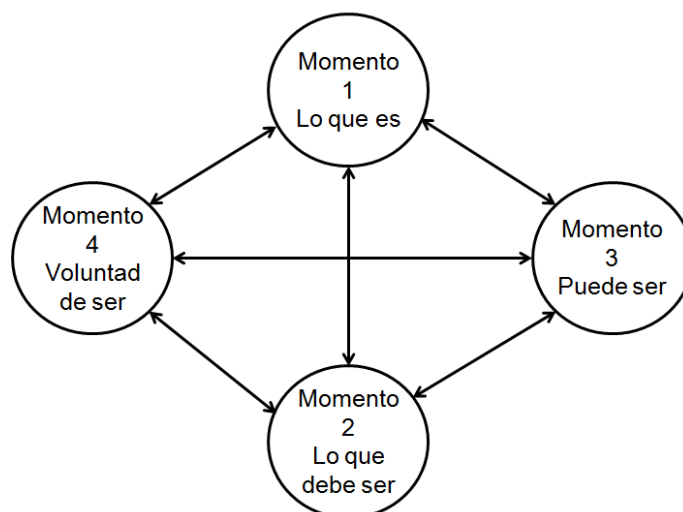 Momento
1
Lo que es
Momento
4
Voluntad
de ser
Momento
3
Puede ser
Momento
2
Lo que
debe ser